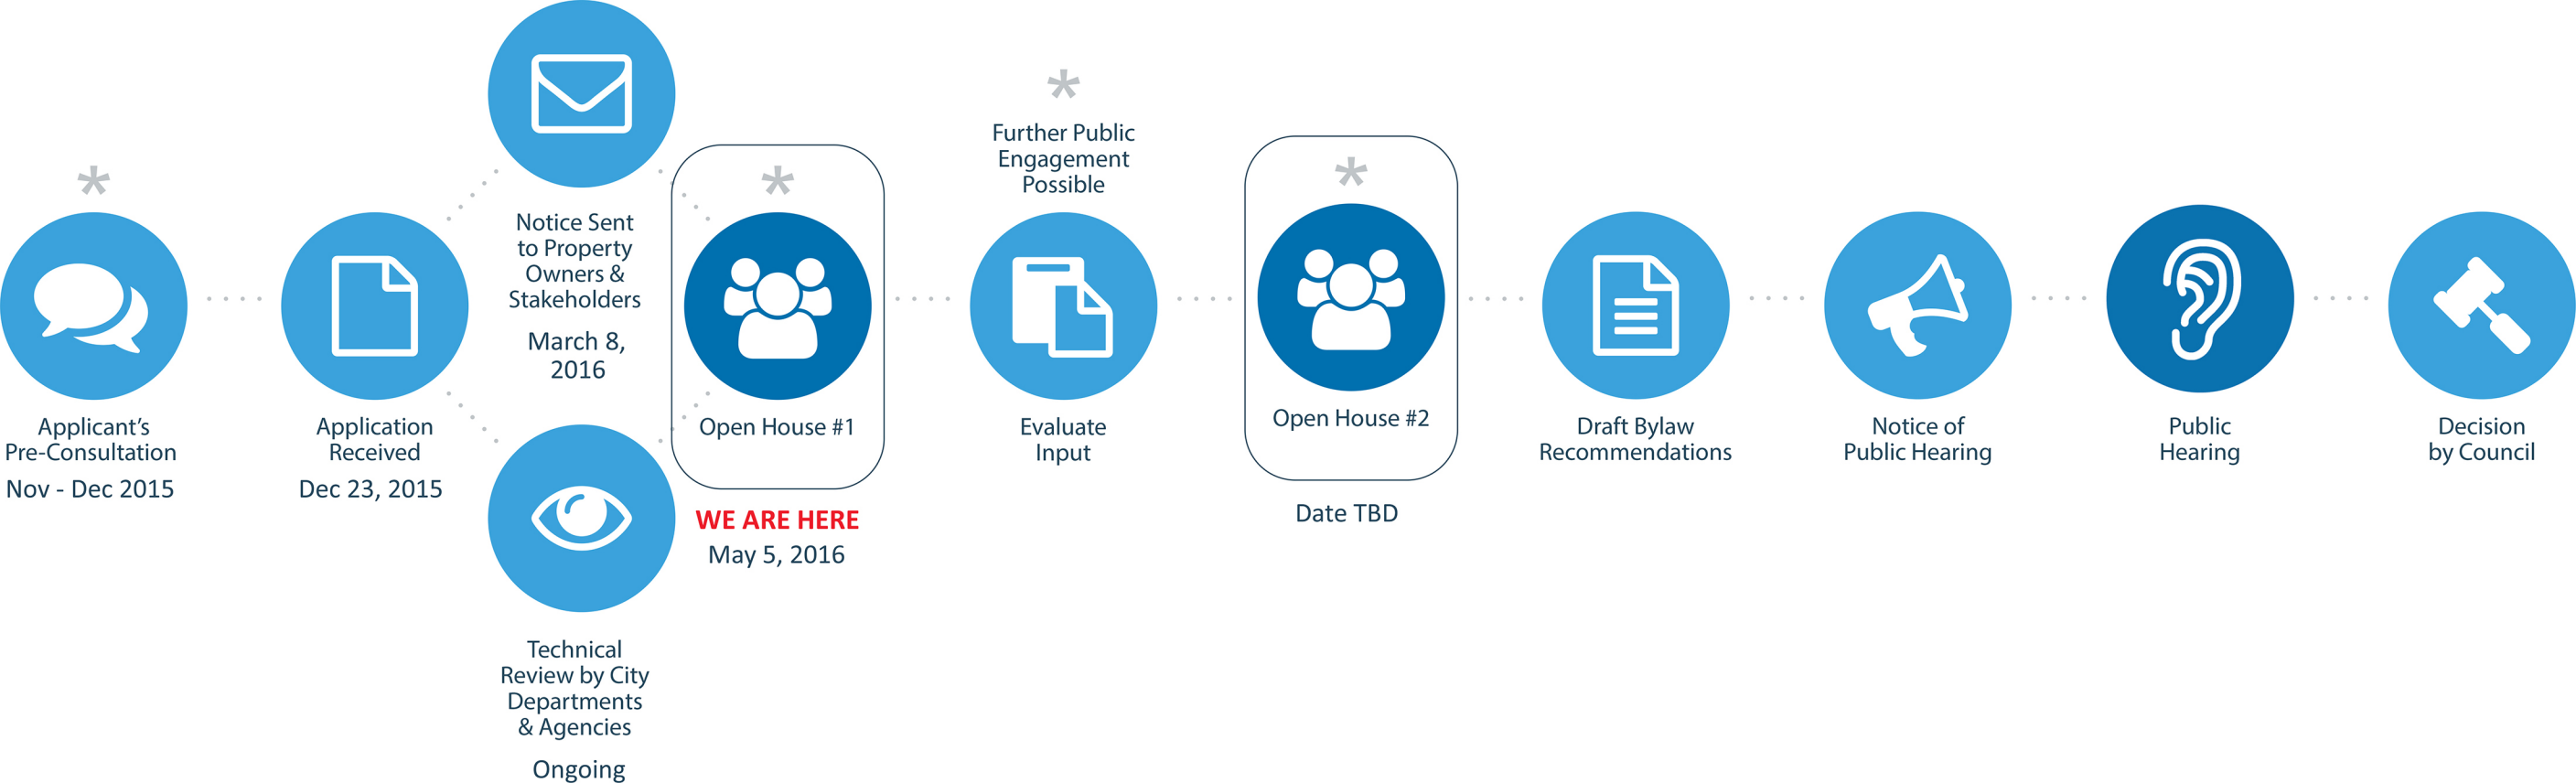 *
Applicant's
Pre-Consultation
Nov - Dec 2015
Application
Received
Dec 23, 2015
Notice Sent
to Property
Owners &
Stakeholders
March 8,
2016
Technical
Review by City
Departments
& Agencies
Ongoing
*
Open House #1
WE ARE HERE
May 5, 2016
*
Further Public
Engagement
Possible
Evaluate
Input
*
Open House #2
Date TBD
Draft Bylaw
Recommendations
Notice of
Public Hearing
Public
Hearing
Decision
by Council